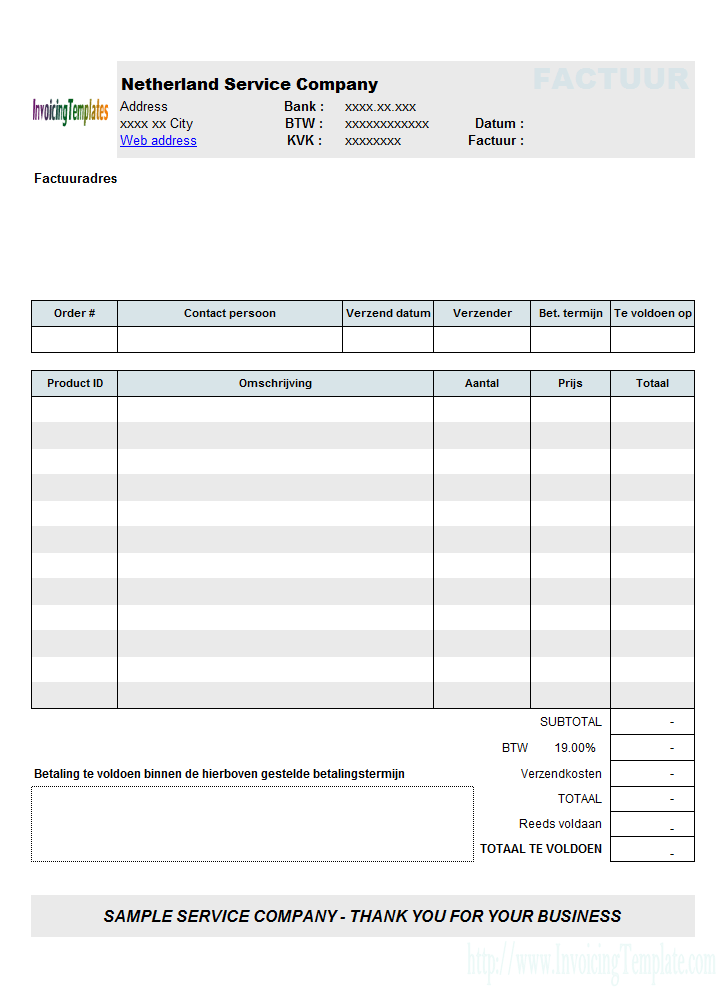 FACTUUR
Netherland Service Company
InvoicingTemplates
Address Bank : xxxx.xx.xxx
xxxx xx City BTW : xxxxxxxxxxxx Datum :
Web address KVK : xxxxxxxx Factuur :
Factuuradres
Order # Contact persoon Verzend datum Verzender Bet. termijn Te voldoen op
Product ID Omschrijving Aantal Prijs Totaal
SUBTOTAL -
BTW 19.00% -
Betaling te voldoen binnen de hierboven gestelde betalingstermijn Verzendkosten -
TOTAAL -
Reeds voldaan -
TOTAAL TE VOLDOEN -
SAMPLE SERVICE COMPANY - THANK YOU FOR YOUR BUSINESS
http://www.InvoicingTemplate.com